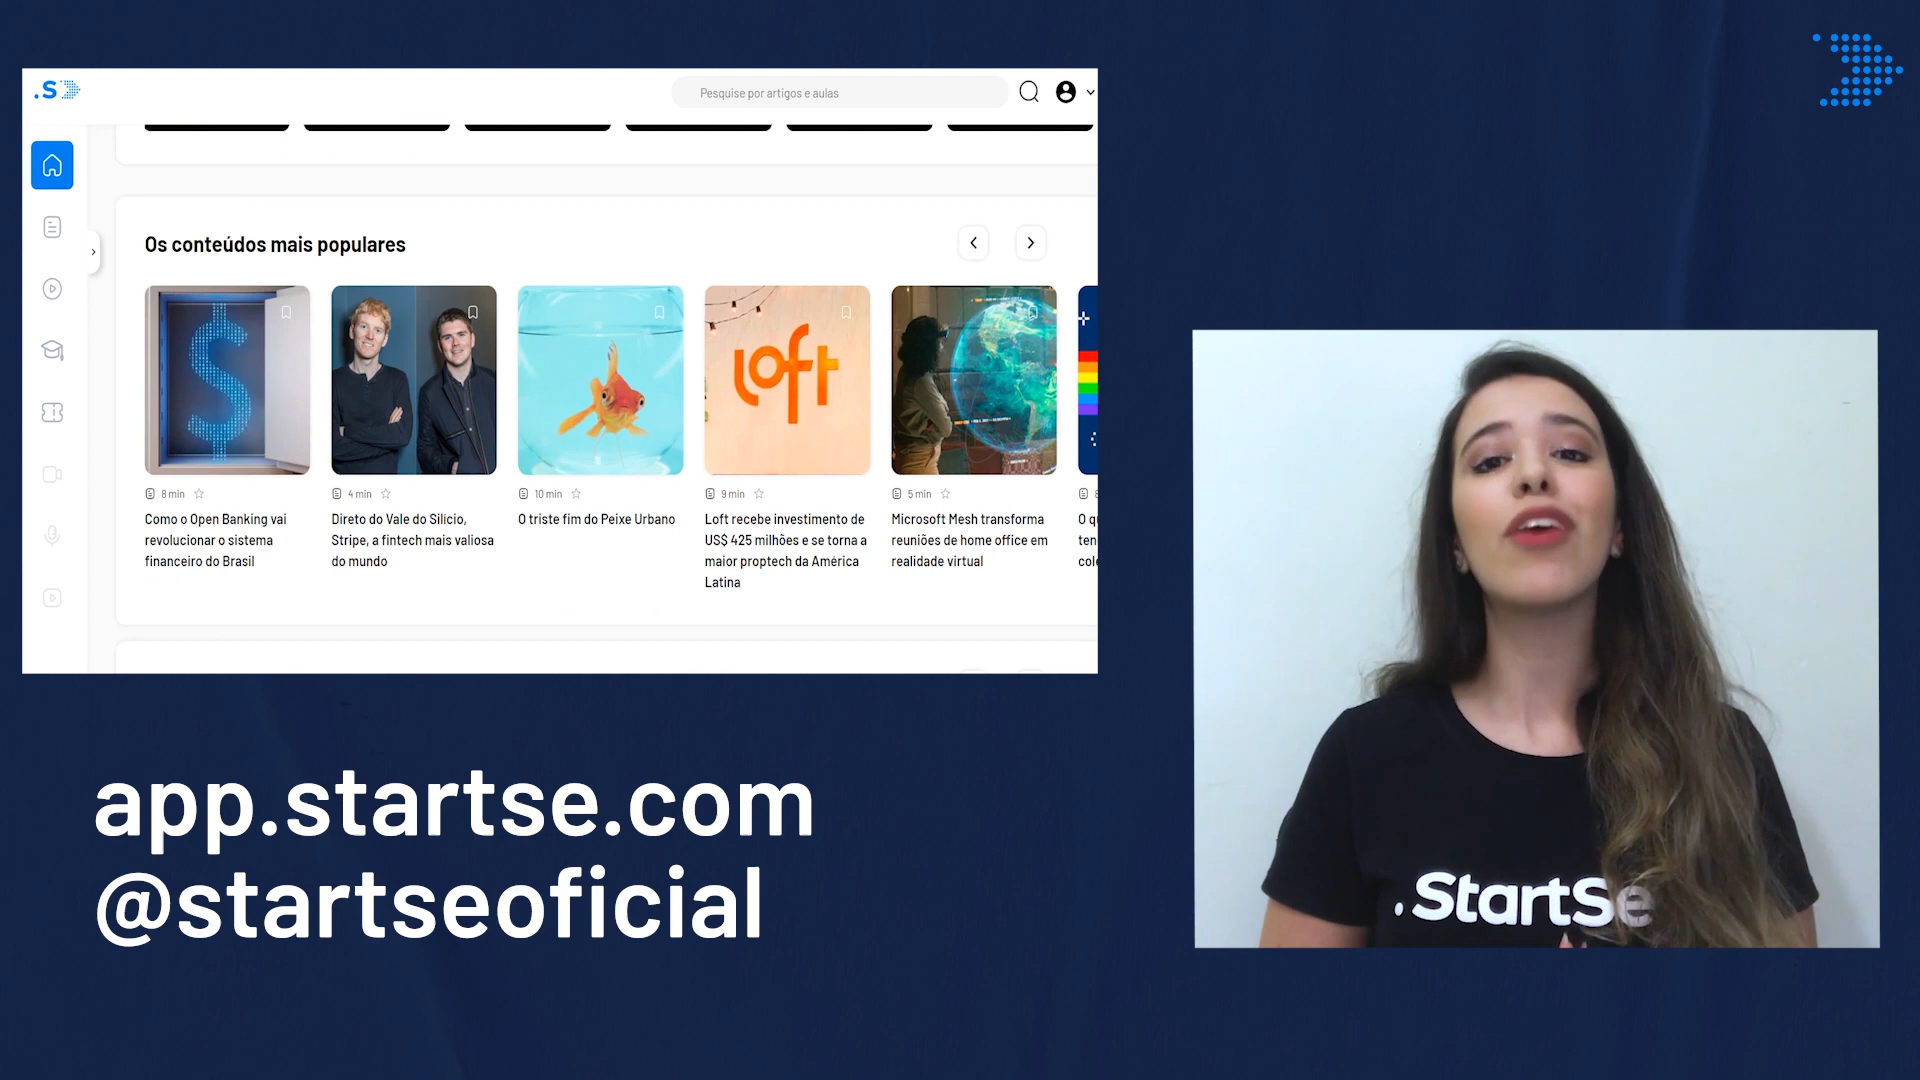 .S
Pesquise por artigos e aulas
Os conteúdos mais populares
8 min
Como o Open Banking vai
revolucionar o sistema
financeiro do Brasil
4 min
Direto do Vale do Silício,
Stripe, a fintech mais valiosa
do mundo
10 min
O triste fim do Peixe Urbano
Loft
9 min
Loft recebe investimento de
US$ 425 milhões e se torna a
maior proptech da América
Latina
5 min
Microsoft Mesh transforma
reuniões de home office em
realidade virtual
app.startse.com
@startseoficial
.StartSe